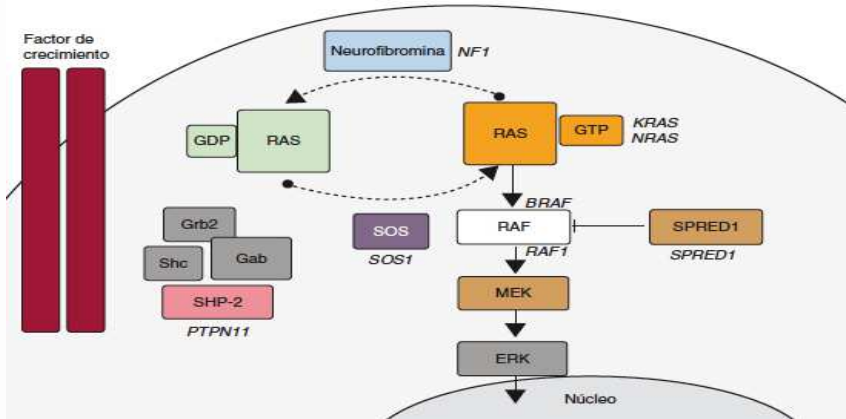 Factor de
crecimiento
Neurofibromina
NF1
GDP
RAS
RAS
GTP
KRAS
NRAS
BRAF
Grb2
Shc
Gab
SOS
SOS1
RAF
RAF1
SPRED1
SPRED1
SHP-2
PTPN11
MEK
ERK
Núcleo